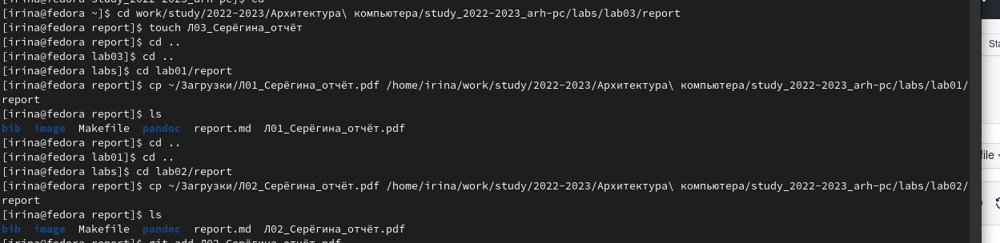 [irina@fedora study_2022-2023_arh-pc]$ cd
[irina@fedora ~]$ cd work/study/2022-2023/Архитектура\ компьютера/study_2022-2023_arh-pc/labs/lab03/report
[irina@fedora report]$ touch Л03_Серёгина_отчёт
[irina@fedora report]$ cd ..
[irina@fedora lab03]$ cd ..
[irina@fedora labs]$ cd lab01/report
[irina@fedora report]$ cp ~/Загрузки/Л01_Серёгина_отчёт.pdf /home/irina/work/study/2022-2023/Архитектура\ компьютера/study_2022-2023_arh-pc/labs/lab01/
report
[irina@fedora report]$ ls
bib  image  Makefile  pandoc  report.md  Л01_Серёгина_отчёт.pdf
[irina@fedora report]$ cd ..
[irina@fedora lab01]$ cd ..
[irina@fedora labs]$ cd lab02/report
[irina@fedora report]$ cp ~/Загрузки/Л02_Серёгина_отчёт.pdf /home/irina/work/study/2022-2023/Архитектура\ компьютера/study_2022-2023_arh-pc/labs/lab02/
report
[irina@fedora report]$ ls
bib  image  Makefile  pandoc  report.md  Л02_Серёгина_отчёт.pdf
[irina@fedora report]$ git add Л02_Серёгина_отчёт.pdf
Sta
file